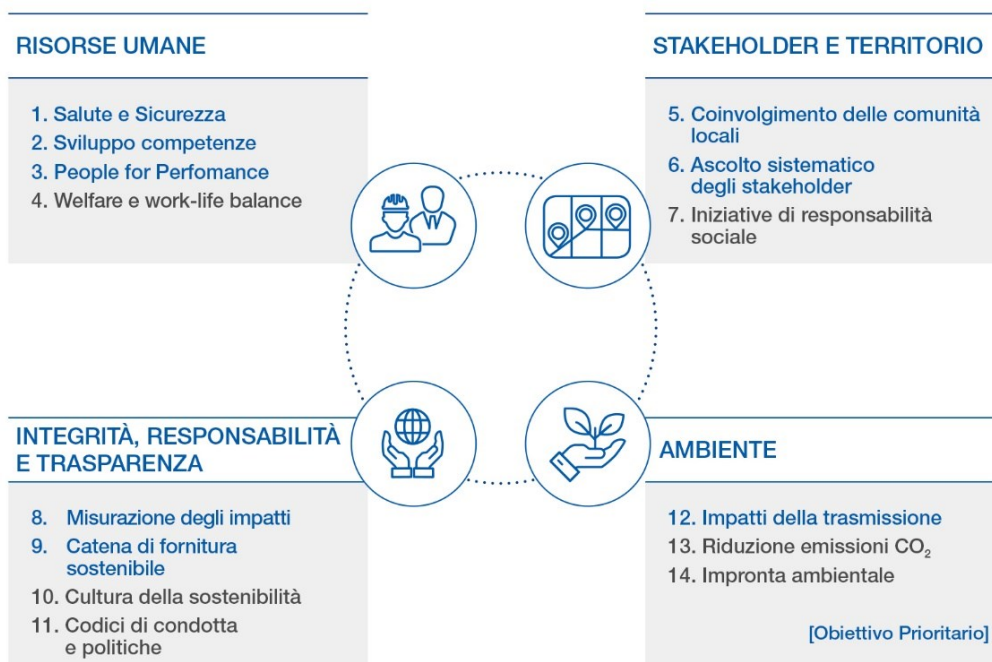 RISORSE UMANE
1. Salute e Sicurezza
2. Sviluppo competenze
3. People for Perfomance
4. Welfare e work-life balance
STAKEHOLDER E TERRITORIO
5. Coinvolgimento delle comunità
locali
6. Ascolto sistematico
degli stakeholder
7. Iniziative di responsabilità
sociale
INTEGRITÀ, RESPONSABILITÀ
E TRASPARENZA
8. Misurazione degli impatti
9. Catena di fornitura
sostenibile
10. Cultura della sostenibilità
11. Codici di condotta
e politiche
AMBIENTE
12. Impatti della trasmissione
13. Riduzione emissioni CO₂
14. Impronta ambientale
[Obiettivo Prioritario]